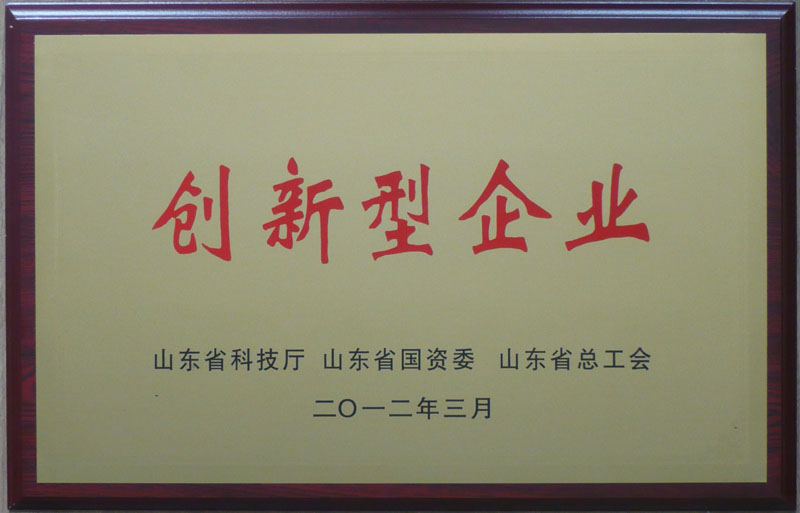 创新型企业
山东省科技厅 山东省国资委 山东省总工会
二〇一二年三月